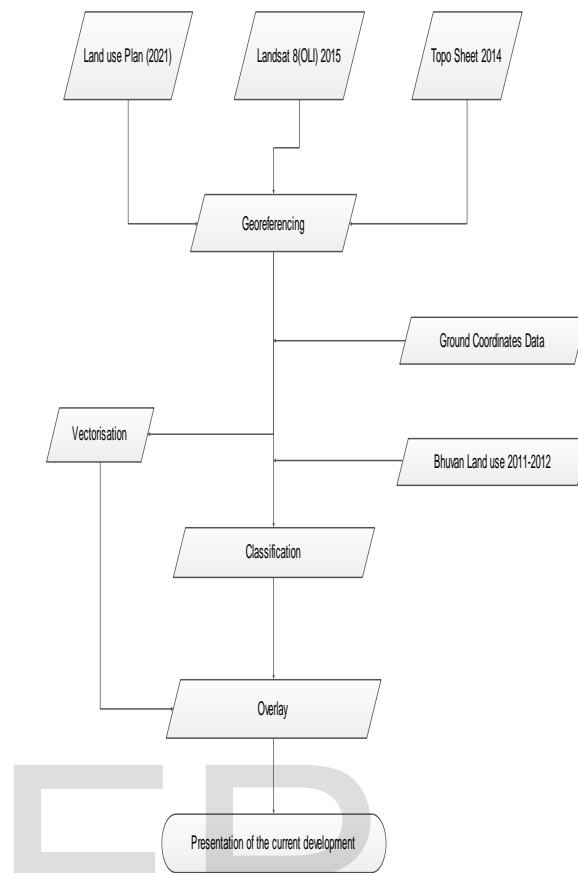 Land use Plan (2021)
Landsat 8(OLI) 2015
Topo Sheet 2014
Georeferencing
Ground Coordinates Data
Vectorisation
Bhuvan Land use 2011-2012
Classification
Overlay
Presentation of the current development